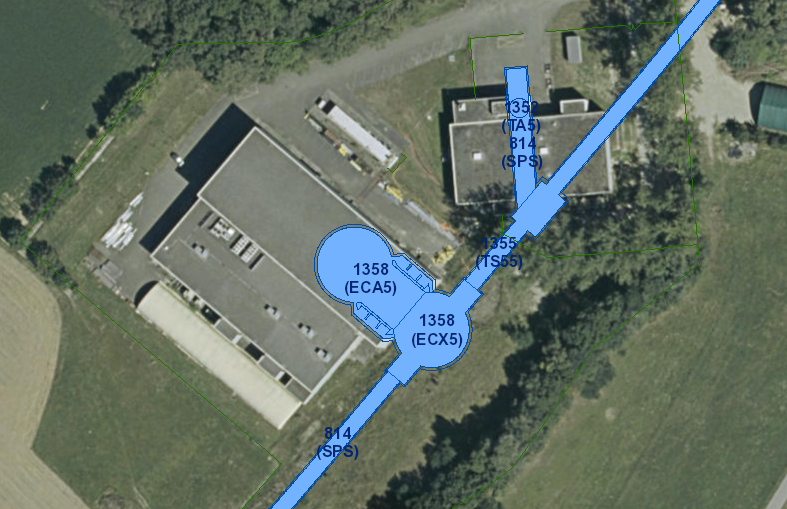 1352
(TA5)
814
(SPS)
1355
(TS55)
1358
(ECA5)
1358
(ECX5)
814
(SPS)